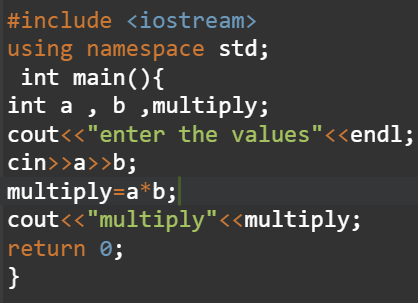 #include <iostream>
using namespace std;
 int main(){
int a , b ,multiply;
cout<<"enter the values"<<endl;
cin>>a>>b;
multiply=a*b;
cout<<"multiply"<<multiply;
return 0;
}